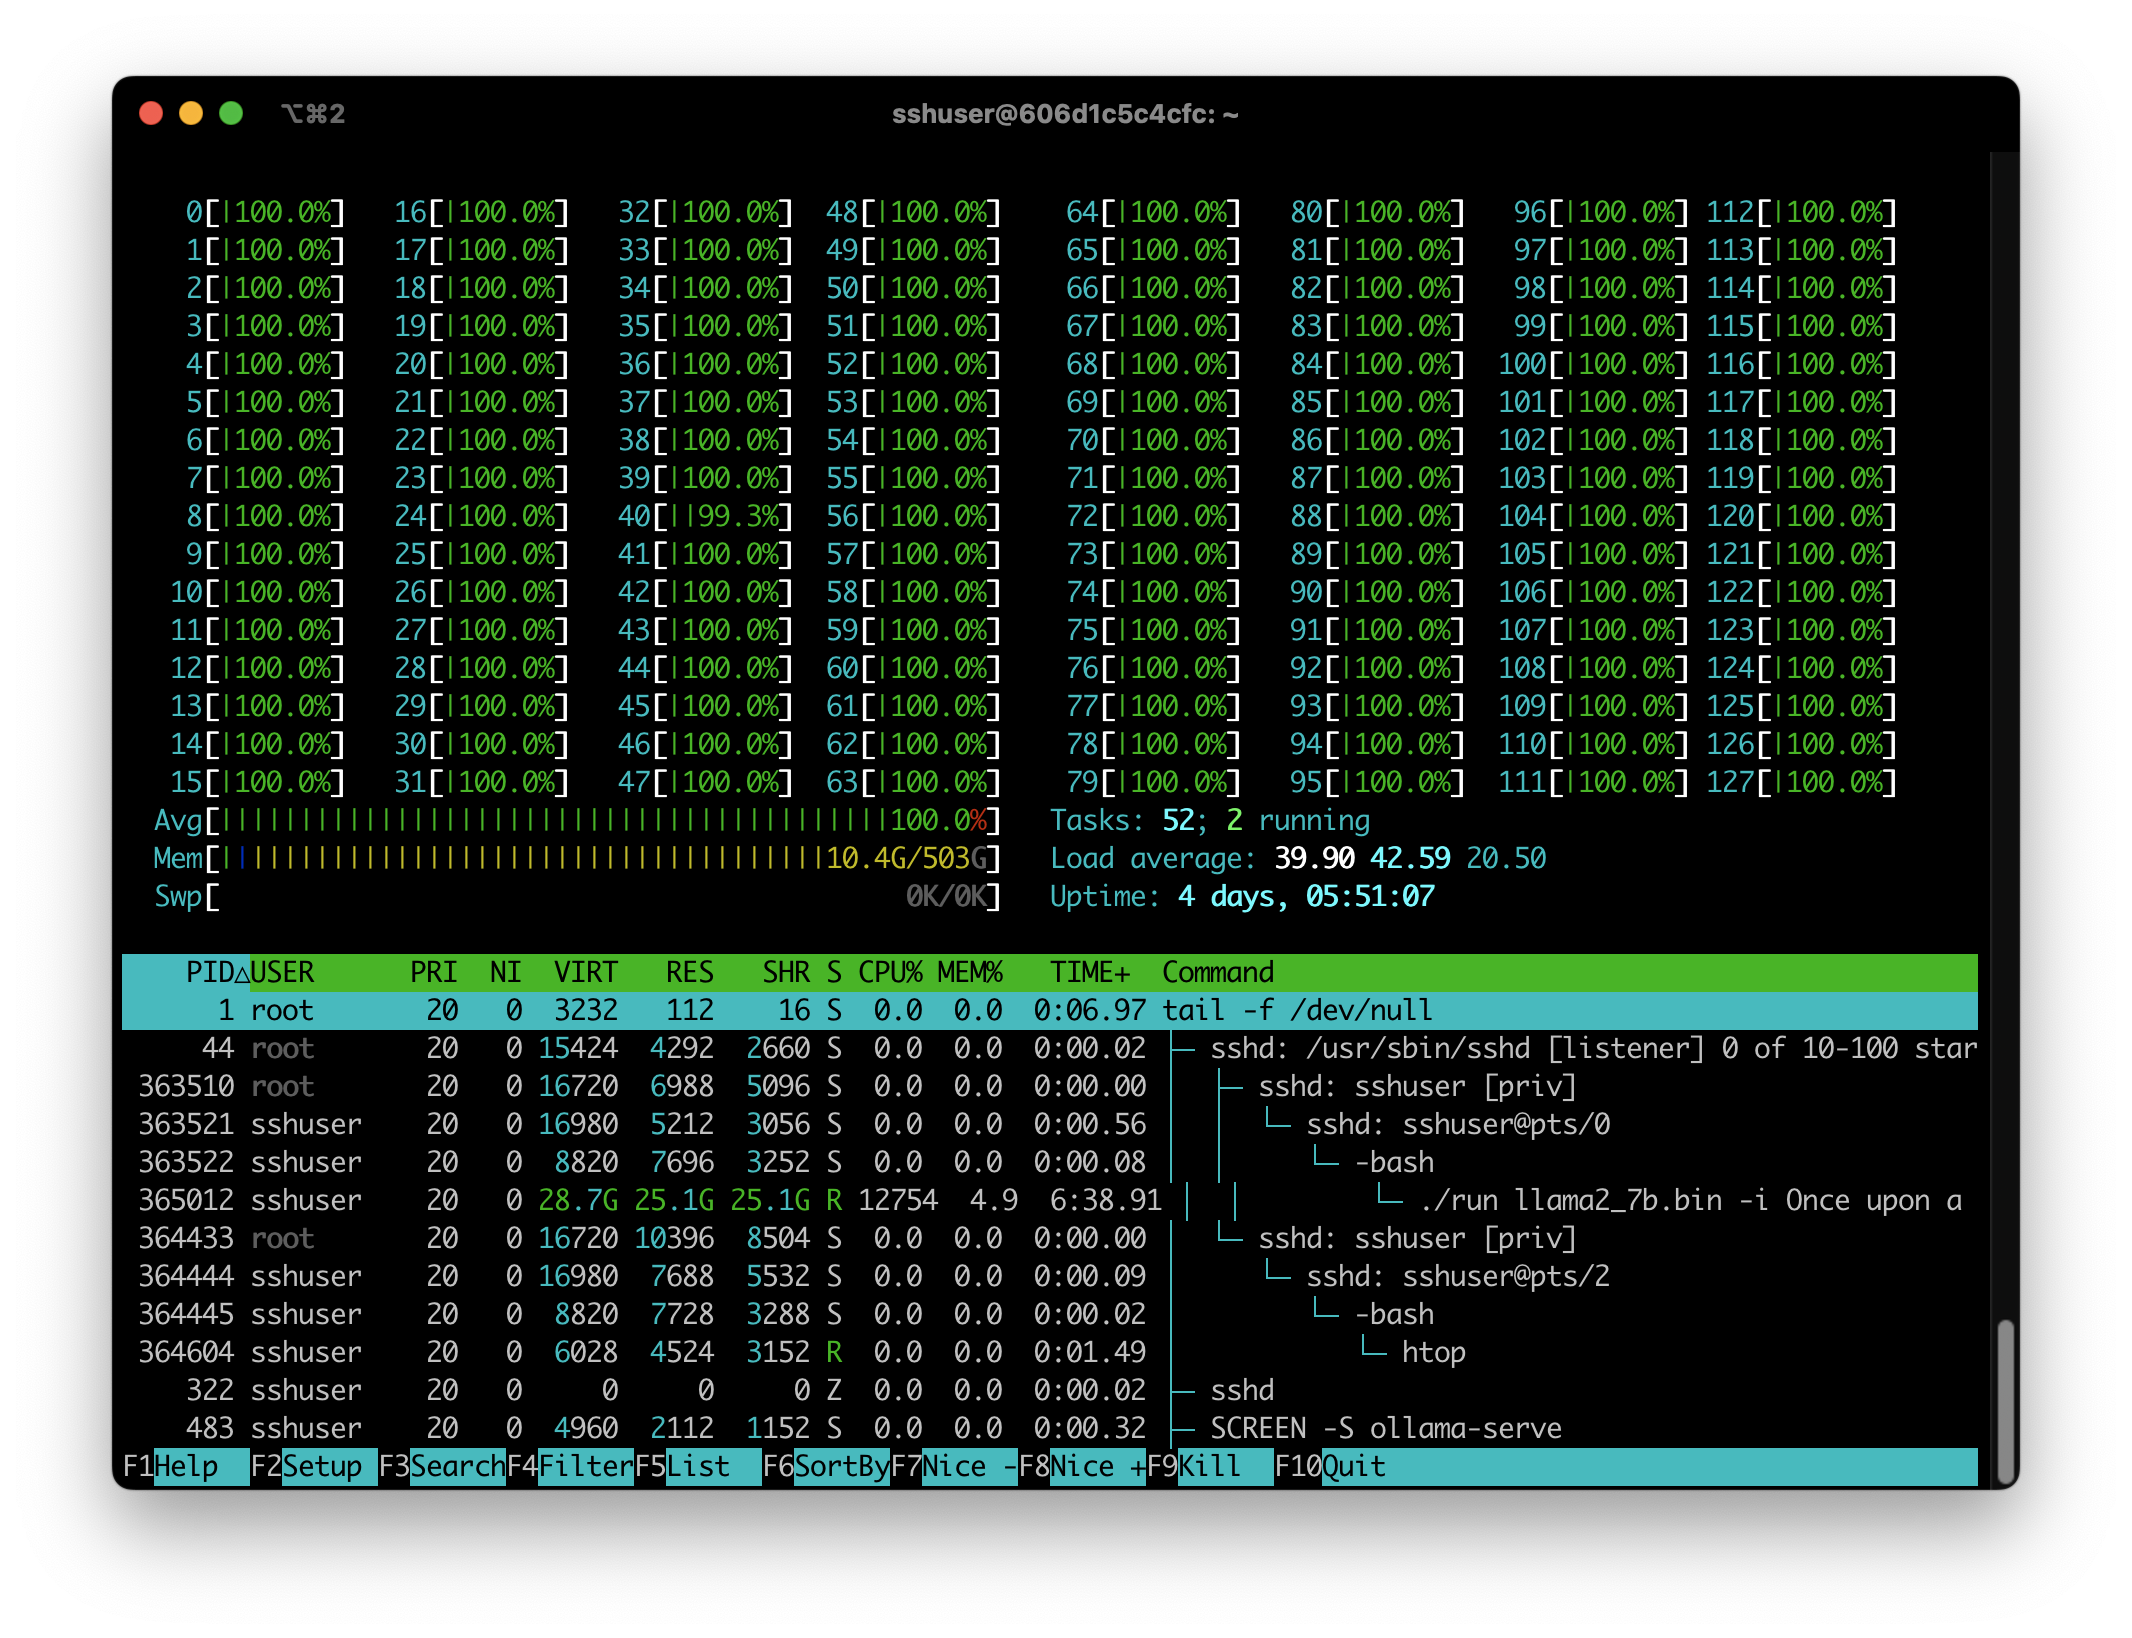 ⌥⌘2 sshuser@606d1c5c4cfc: ~
0[|100.0%] 16[|100.0%] 32[|100.0%] 48[|100.0%] 64[|100.0%] 80[|100.0%] 96[|100.0%] 112[|100.0%]
1[|100.0%] 17[|100.0%] 33[|100.0%] 49[|100.0%] 65[|100.0%] 81[|100.0%] 97[|100.0%] 113[|100.0%]
2[|100.0%] 18[|100.0%] 34[|100.0%] 50[|100.0%] 66[|100.0%] 82[|100.0%] 98[|100.0%] 114[|100.0%]
3[|100.0%] 19[|100.0%] 35[|100.0%] 51[|100.0%] 67[|100.0%] 83[|100.0%] 99[|100.0%] 115[|100.0%]
4[|100.0%] 20[|100.0%] 36[|100.0%] 52[|100.0%] 68[|100.0%] 84[|100.0%] 100[|100.0%] 116[|100.0%]
5[|100.0%] 21[|100.0%] 37[|100.0%] 53[|100.0%] 69[|100.0%] 85[|100.0%] 101[|100.0%] 117[|100.0%]
6[|100.0%] 22[|100.0%] 38[|100.0%] 54[|100.0%] 70[|100.0%] 86[|100.0%] 102[|100.0%] 118[|100.0%]
7[|100.0%] 23[|100.0%] 39[|100.0%] 55[|100.0%] 71[|100.0%] 87[|100.0%] 103[|100.0%] 119[|100.0%]
8[|100.0%] 24[|100.0%] 40[||99.3%] 56[|100.0%] 72[|100.0%] 88[|100.0%] 104[|100.0%] 120[|100.0%]
9[|100.0%] 25[|100.0%] 41[|100.0%] 57[|100.0%] 73[|100.0%] 89[|100.0%] 105[|100.0%] 121[|100.0%]
10[|100.0%] 26[|100.0%] 42[|100.0%] 58[|100.0%] 74[|100.0%] 90[|100.0%] 106[|100.0%] 122[|100.0%]
11[|100.0%] 27[|100.0%] 43[|100.0%] 59[|100.0%] 75[|100.0%] 91[|100.0%] 107[|100.0%] 123[|100.0%]
12[|100.0%] 28[|100.0%] 44[|100.0%] 60[|100.0%] 76[|100.0%] 92[|100.0%] 108[|100.0%] 124[|100.0%]
13[|100.0%] 29[|100.0%] 45[|100.0%] 61[|100.0%] 77[|100.0%] 93[|100.0%] 109[|100.0%] 125[|100.0%]
14[|100.0%] 30[|100.0%] 46[|100.0%] 62[|100.0%] 78[|100.0%] 94[|100.0%] 110[|100.0%] 126[|100.0%]
15[|100.0%] 31[|100.0%] 47[|100.0%] 63[|100.0%] 79[|100.0%] 95[|100.0%] 111[|100.0%] 127[|100.0%]
Avg[||||||||||||||||||||||||||||||||||||||||||100.0%] Tasks: 52; 2 running
Mem[||||||||||||||||||||||||||||||||||||||10.4G/503G] Load average: 39.90 42.59 20.50
Swp[ 0K/0K] Uptime: 4 days, 05:51:07
PID△USER PRI NI VIRT RES SHR S CPU% MEM% TIME+ Command
1 root 20 0 3232 112 16 S 0.0 0.0 0:06.97 tail -f /dev/null
44 root 20 0 15424 4292 2660 S 0.0 0.0 0:00.02 ├─ sshd: /usr/sbin/sshd [listener] 0 of 10-100 star
363510 root 20 0 16720 6988 5096 S 0.0 0.0 0:00.00 │ ├─ sshd: sshuser [priv]
363521 sshuser 20 0 16980 5212 3056 S 0.0 0.0 0:00.56 │ │ └─ sshd: sshuser@pts/0
363522 sshuser 20 0 8820 7696 3252 S 0.0 0.0 0:00.08 │ │ └─ -bash
365012 sshuser 20 0 28.7G 25.1G 25.1G R 12754 4.9 6:38.91 │ │ └─ ./run llama2_7b.bin -i Once upon a
364433 root 20 0 16720 10396 8504 S 0.0 0.0 0:00.00 │ └─ sshd: sshuser [priv]
364444 sshuser 20 0 16980 7688 5532 S 0.0 0.0 0:00.09 │ └─ sshd: sshuser@pts/2
364445 sshuser 20 0 8820 7728 3288 S 0.0 0.0 0:00.02 │ └─ -bash
364604 sshuser 20 0 6028 4524 3152 R 0.0 0.0 0:01.49 │ └─ htop
322 sshuser 20 0 0 0 0 Z 0.0 0.0 0:00.02 ├─ sshd
483 sshuser 20 0 4960 2112 1152 S 0.0 0.0 0:00.32 ├─ SCREEN -S ollama-serve
F1Help F2Setup F3SearchF4FilterF5List F6SortByF7Nice -F8Nice +F9Kill F10Quit